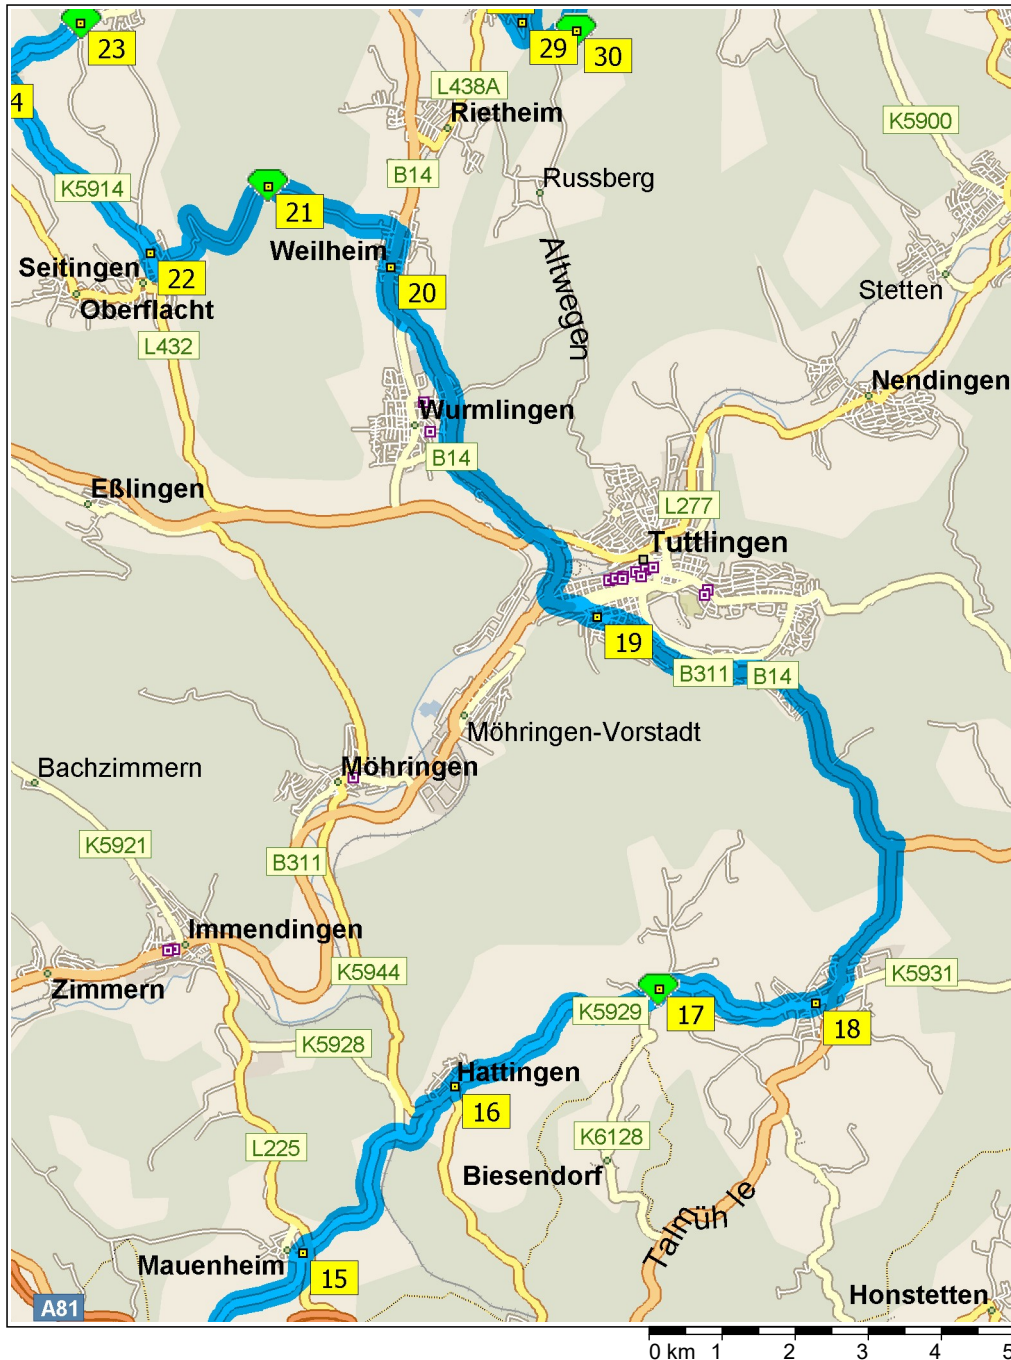 23
29
30
4
L438A
Rietheim
K5900
B14
K5914
Russberg
21
Weilheim
Altwegen
Seitingen
22
20
Stetten
Oberflacht
L432
Nendingen
Wurmlingen
B14
Eßlingen
L277
Tuttlingen
19
B311
B14
Möhringen-Vorstadt
Bachzimmern
Möhringen
K5921
B311
Immendingen
K5944
K5931
Zimmern
K5929
17
18
K5928
Hattingen
16
K6128
L225
Biesendorf
Talmüh le
Mauenheim
15
A81
Honstetten
0 km 1 2 3 4 5